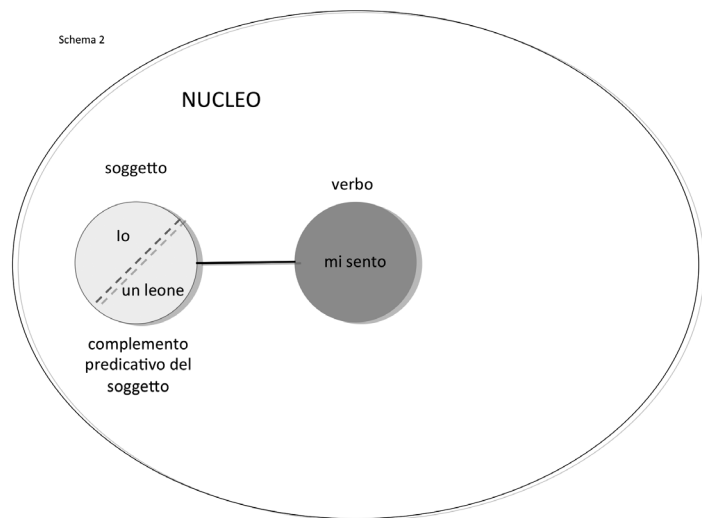 Schema 2
NUCLEO
soggetto
verbo
Io
mi sento
un leone
complemento
predicativo del
soggetto